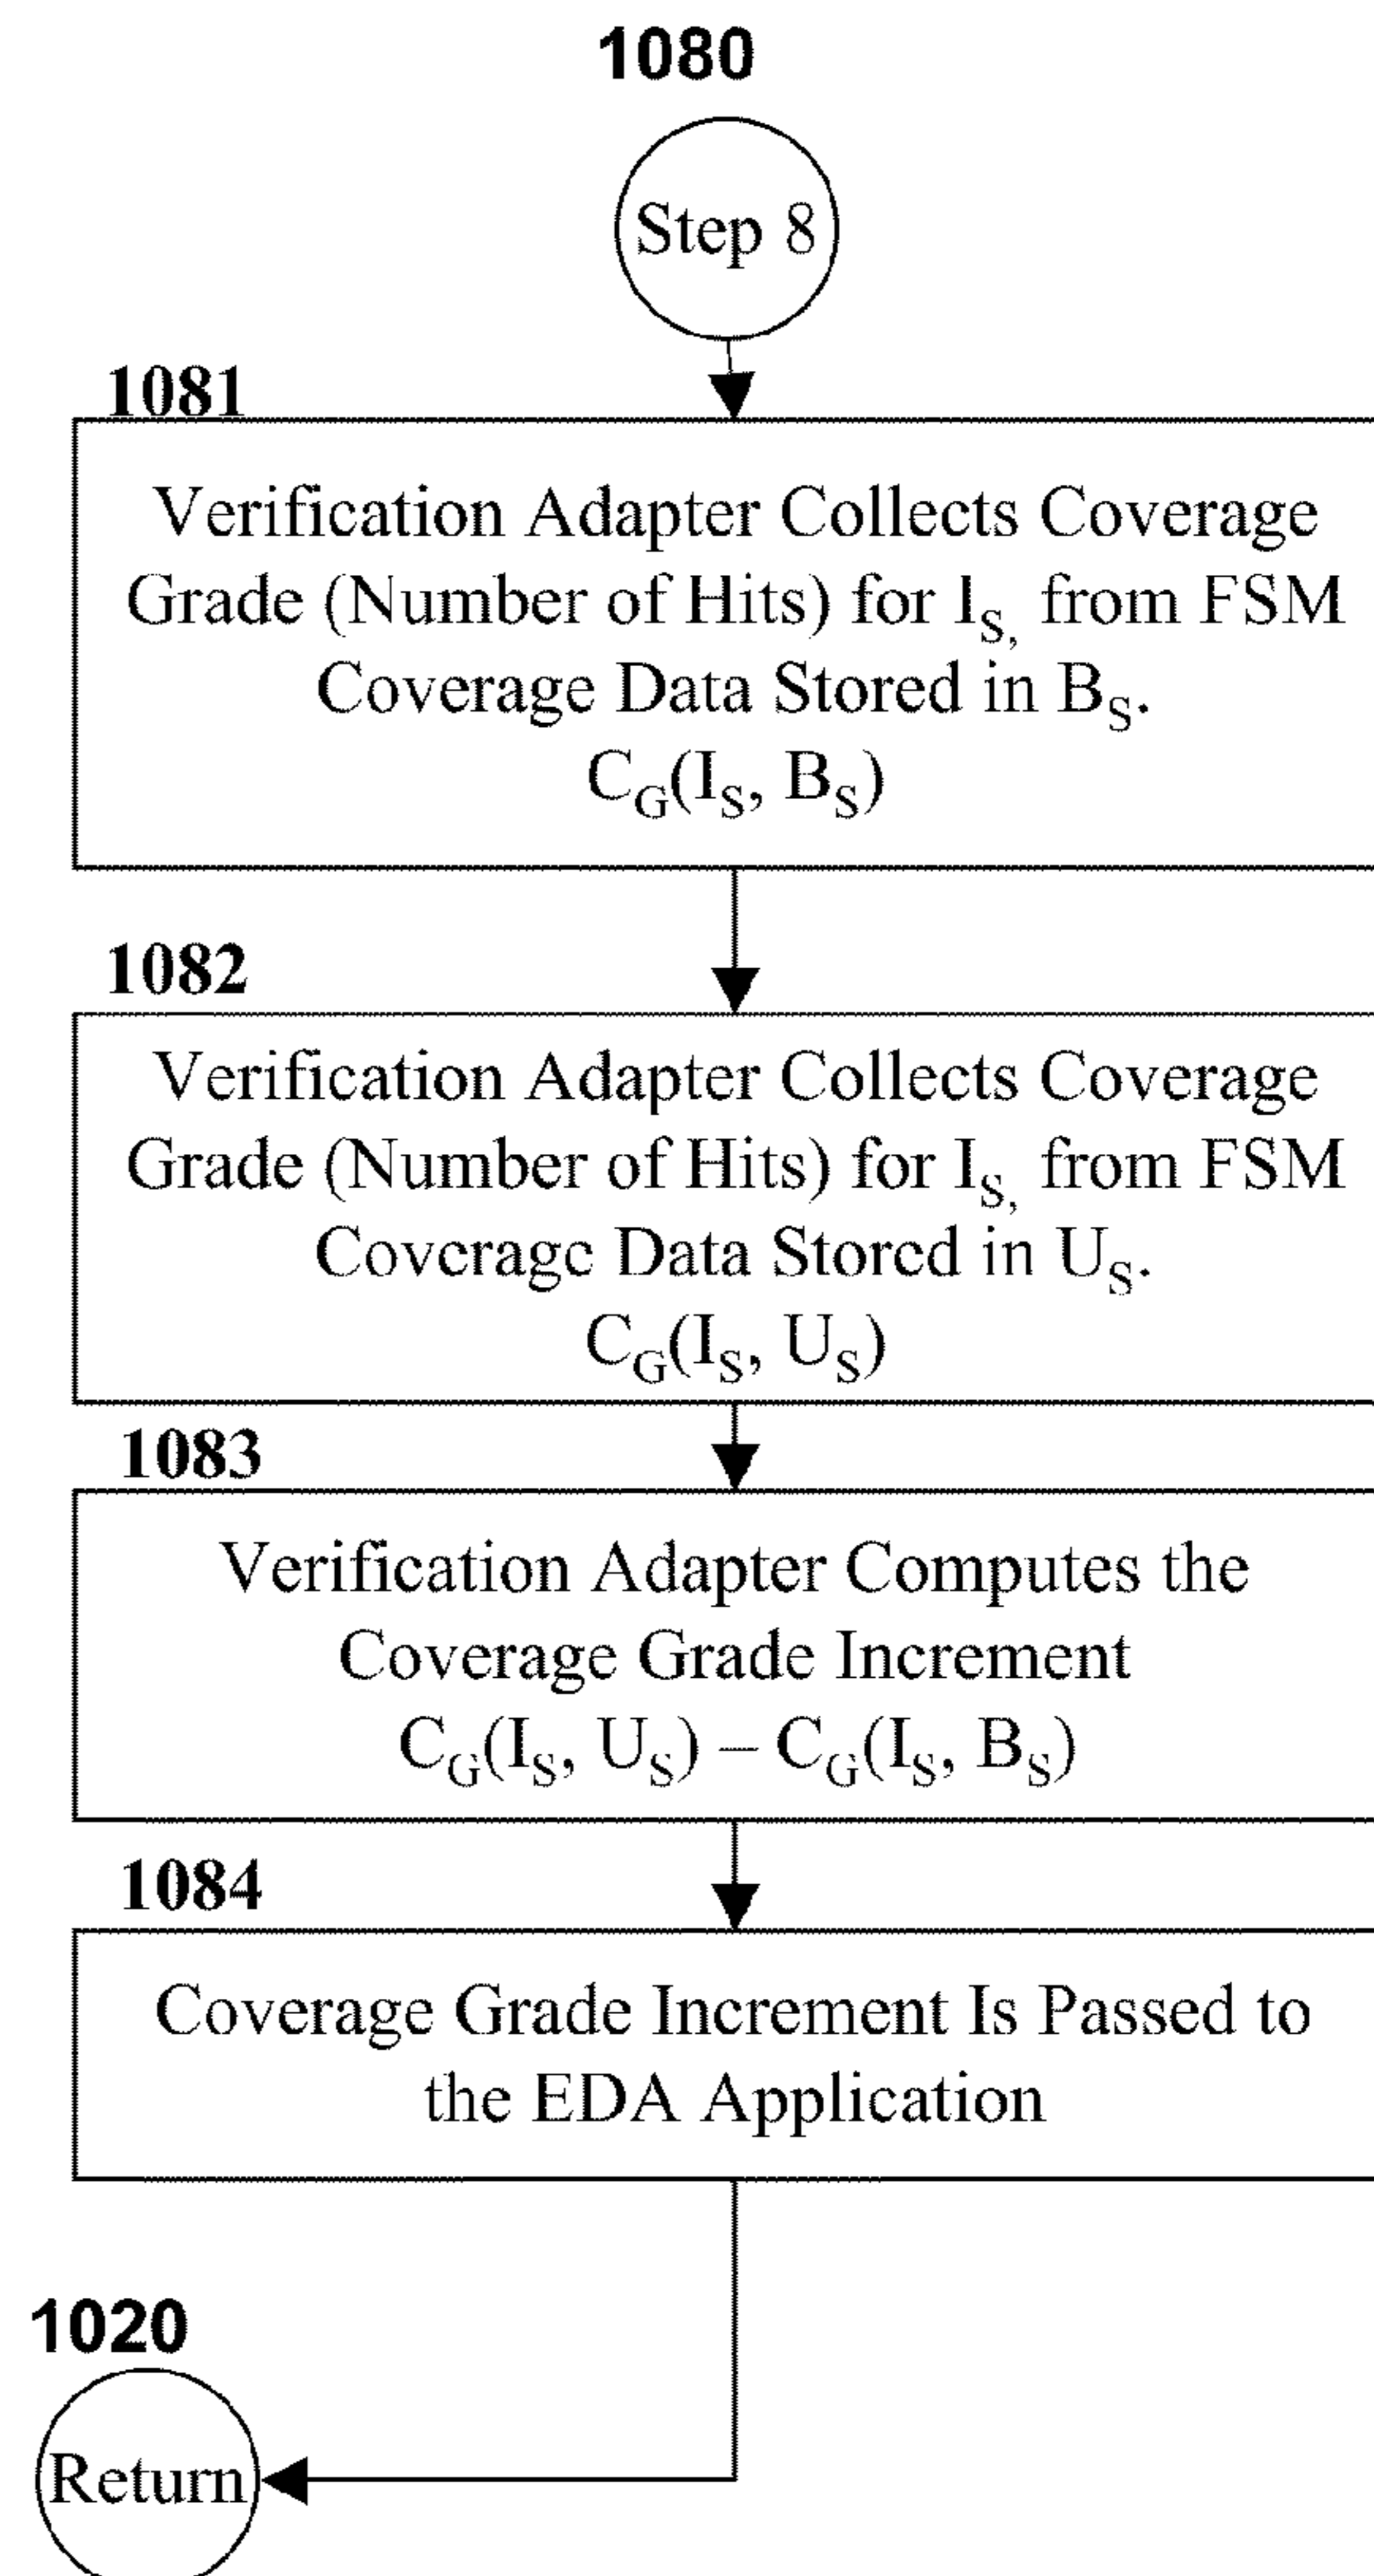 1080
Step 8
1081
Verification Adapter Collects Coverage
Grade (Number of Hits) for I_S, from FSM
Coverage Data Stored in B_S.
C_G(I_S, B_S)
1082
Verification Adapter Collects Coverage
Grade (Number of Hits) for I_S, from FSM
Coverage Data Stored in U_S.
C_G(I_S, U_S)
1083
Verification Adapter Computes the
Coverage Grade Increment
C_G(I_S, U_S) – C_G(I_S, B_S)
1084
Coverage Grade Increment Is Passed to
the EDA Application
1020
Return